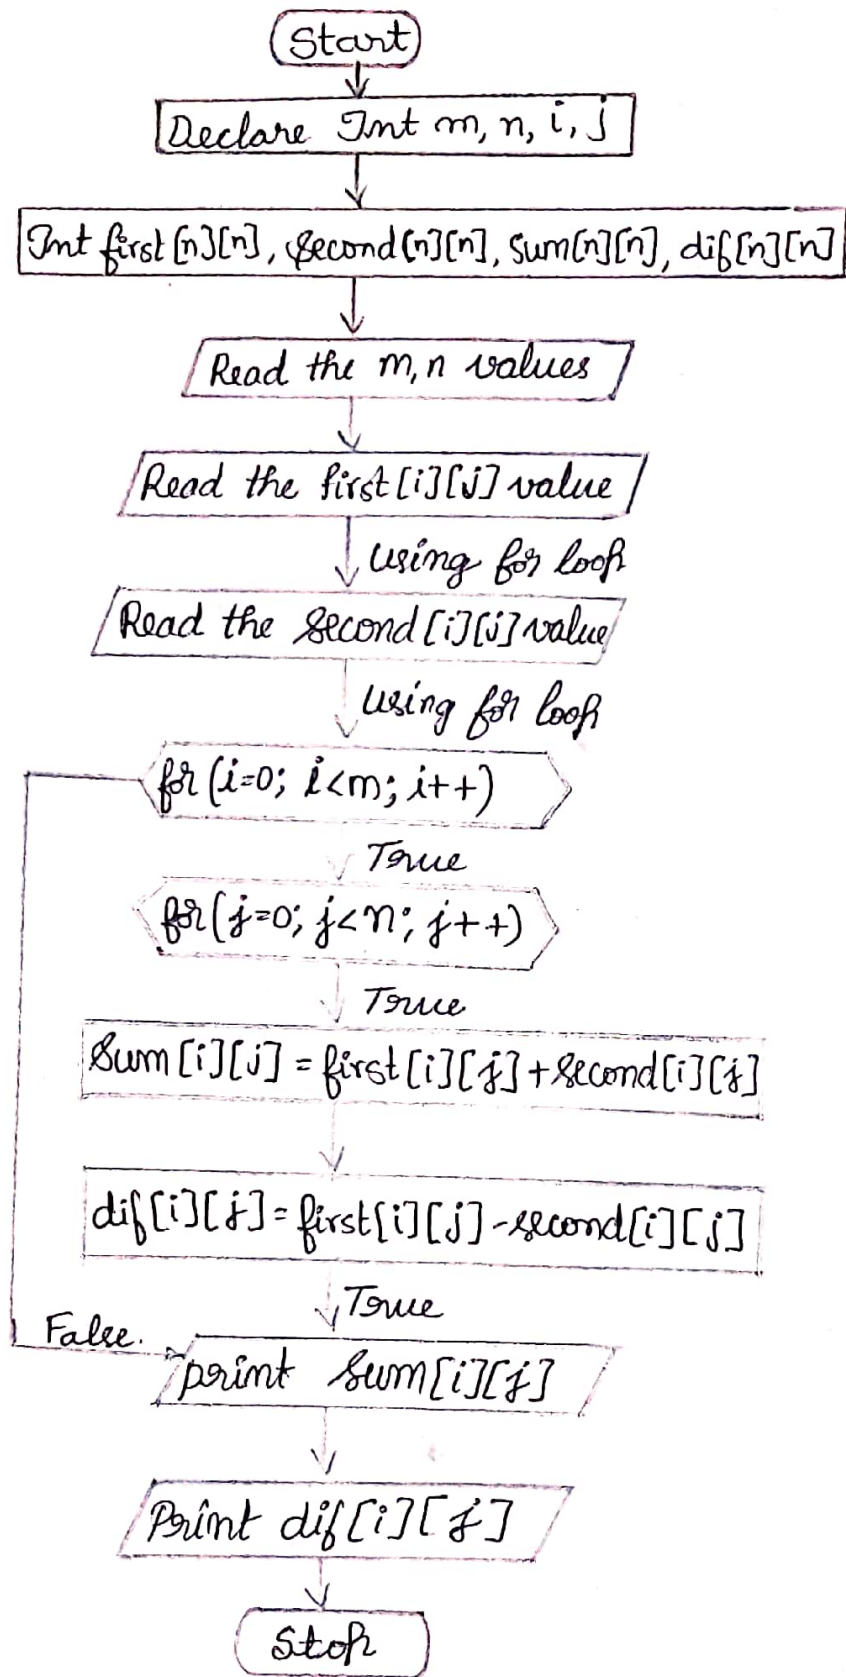 Start
Declare Int m, n, i, j
Int first[n][n], second[n][n], sum[n][n], dif[n][n]
Read the m,n values
Read the first[i][j] value
using for loop
Read the second[i][j] value
using for loop
for(i=0; i<m; i++)
True
for(j=0; j<n; j++)
True
Sum[i][j] = first[i][j]+second[i][j]
dif[i][j]=first[i][j]-second[i][j]
True
False.
print sum[i][j]
Print dif[i][j]
Stop